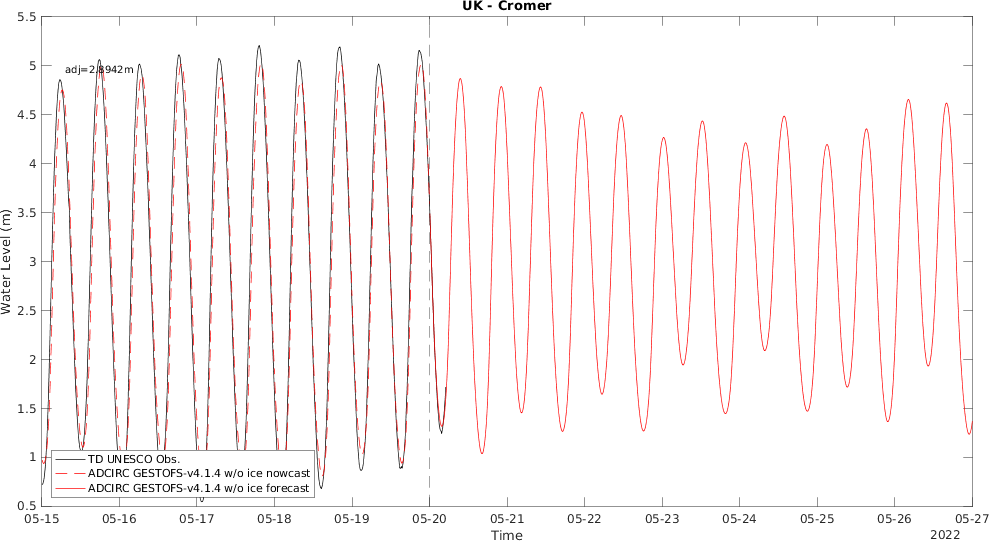 UK - Cromer
5.5
5
4.5
4
3.5
3
2.5
2
1.5
1
0.5
Water Level (m)
adj=2.8942m
TD UNESCO Obs.
ADCIRC GESTOFS-v4.1.4 w/o ice nowcast
ADCIRC GESTOFS-v4.1.4 w/o ice forecast
05-15 05-16 05-17 05-18 05-19 05-20 05-21 05-22 05-23 05-24 05-25 05-26 05-27
Time
2022